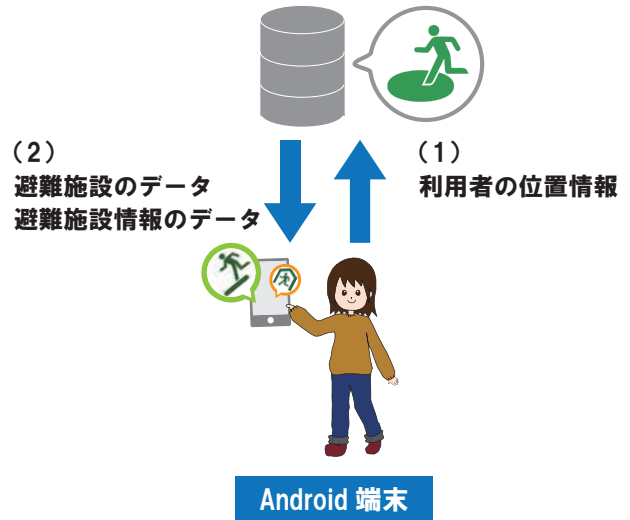 (1)
利用者の位置情報
(2)
避難施設のデータ
避難施設情報のデータ
Android 端末